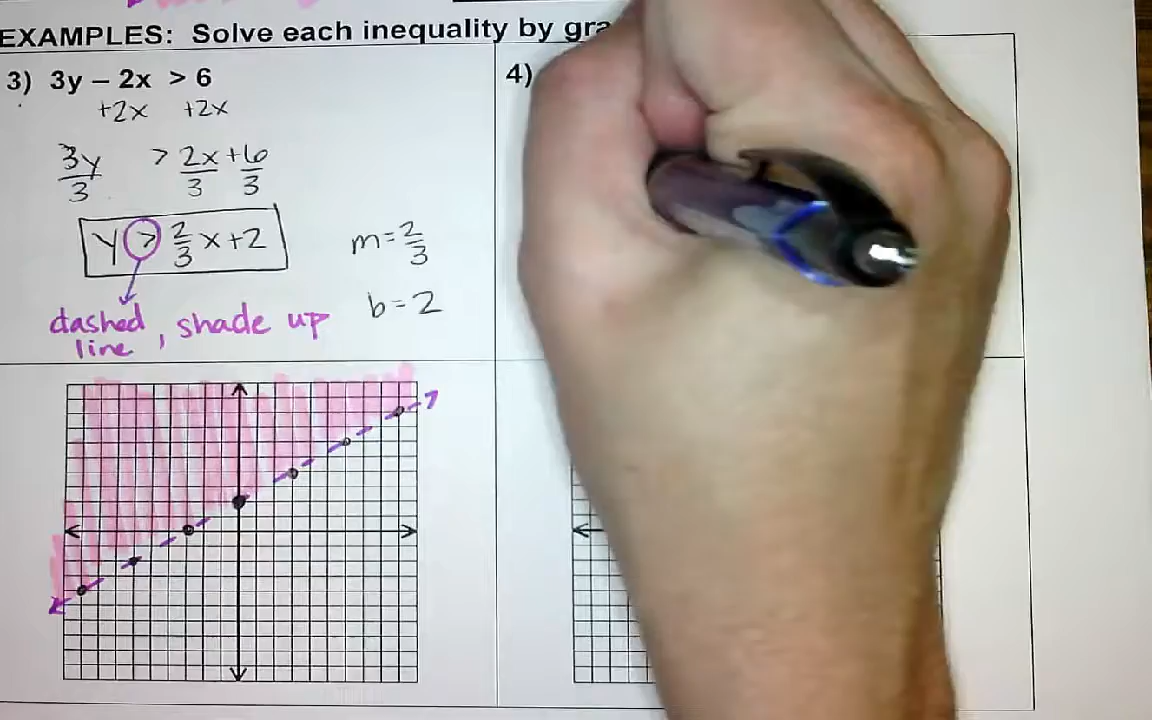 EXAMPLES: Solve each inequality by gra
3) 3y – 2x > 6
+2x +2x
3y/3 > 2x/3 + 6/3
y > 2/3 x + 2
m = 2/3
b = 2
dashed line, shade up
4)